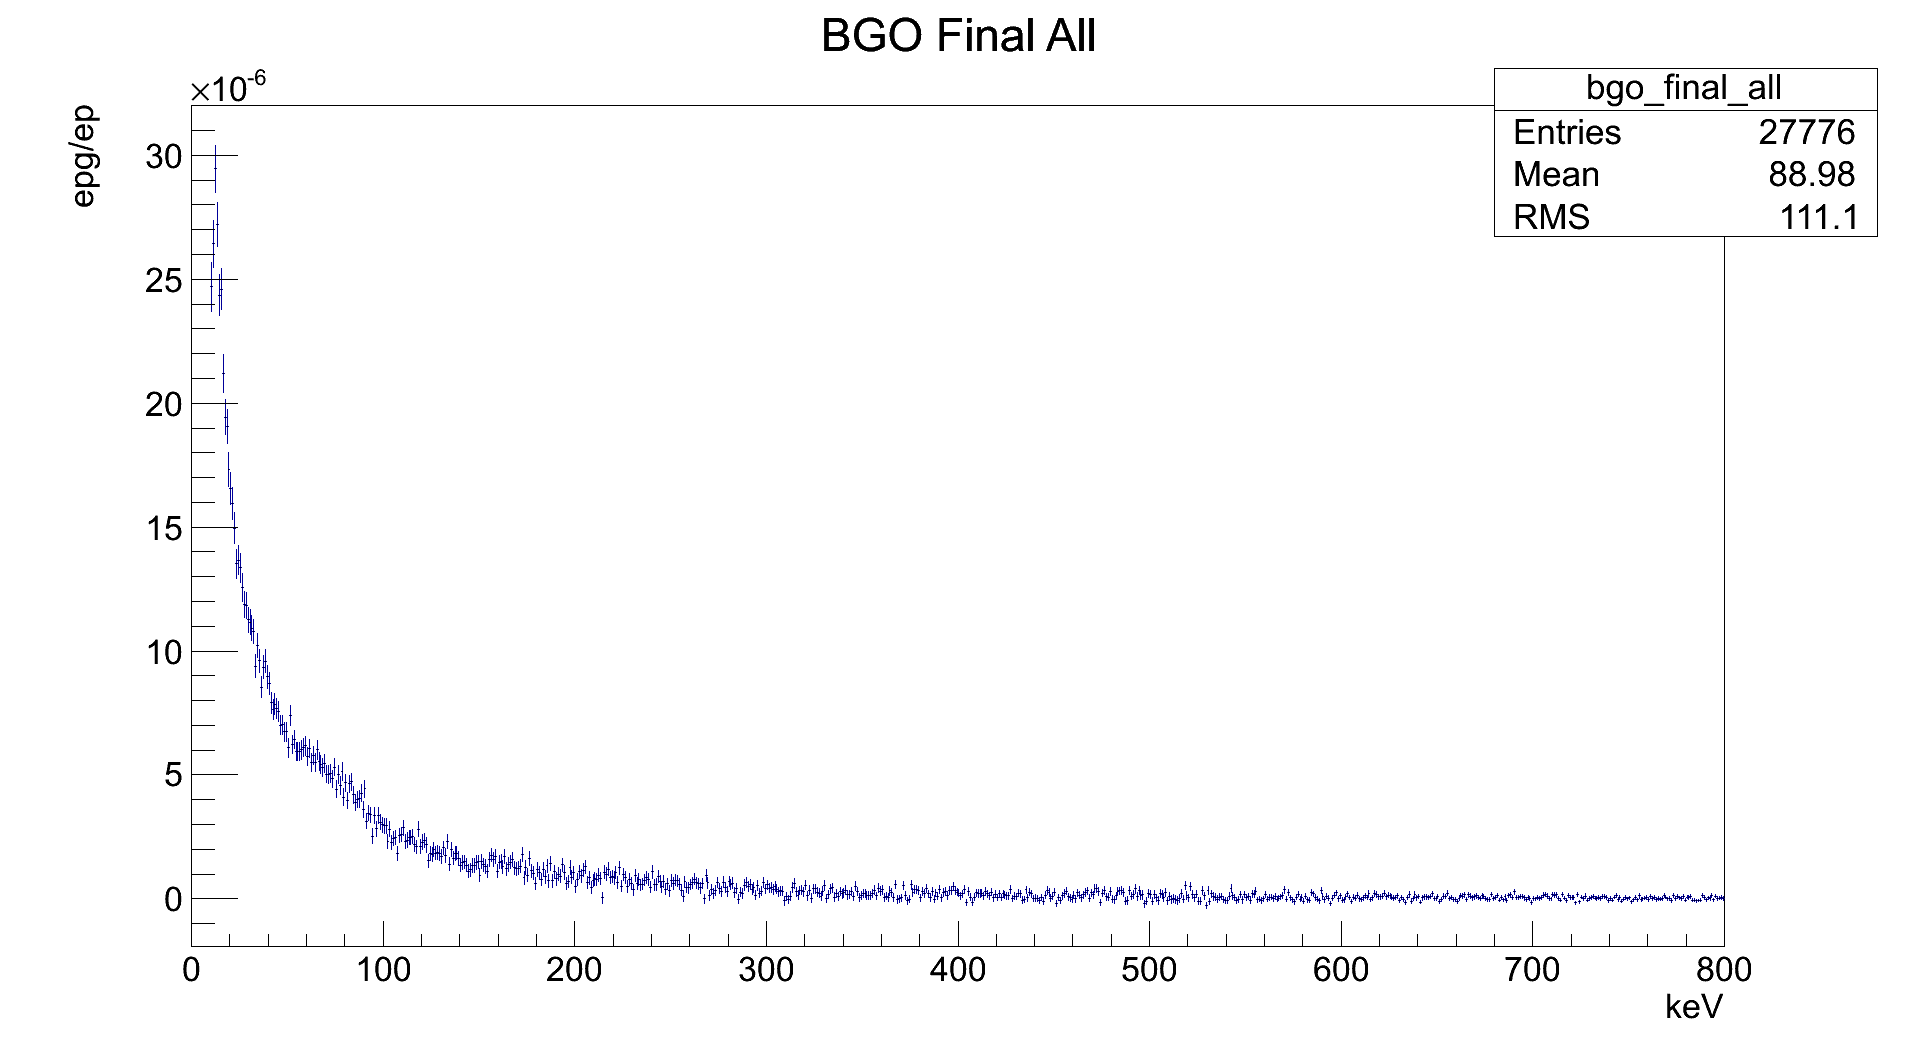 BGO Final All
×10-6
epg/ep
bgo_final_all
Entries 27776
Mean 88.98
RMS 111.1
30
25
20
15
10
5
0
0 100 200 300 400 500 600 700 800
keV